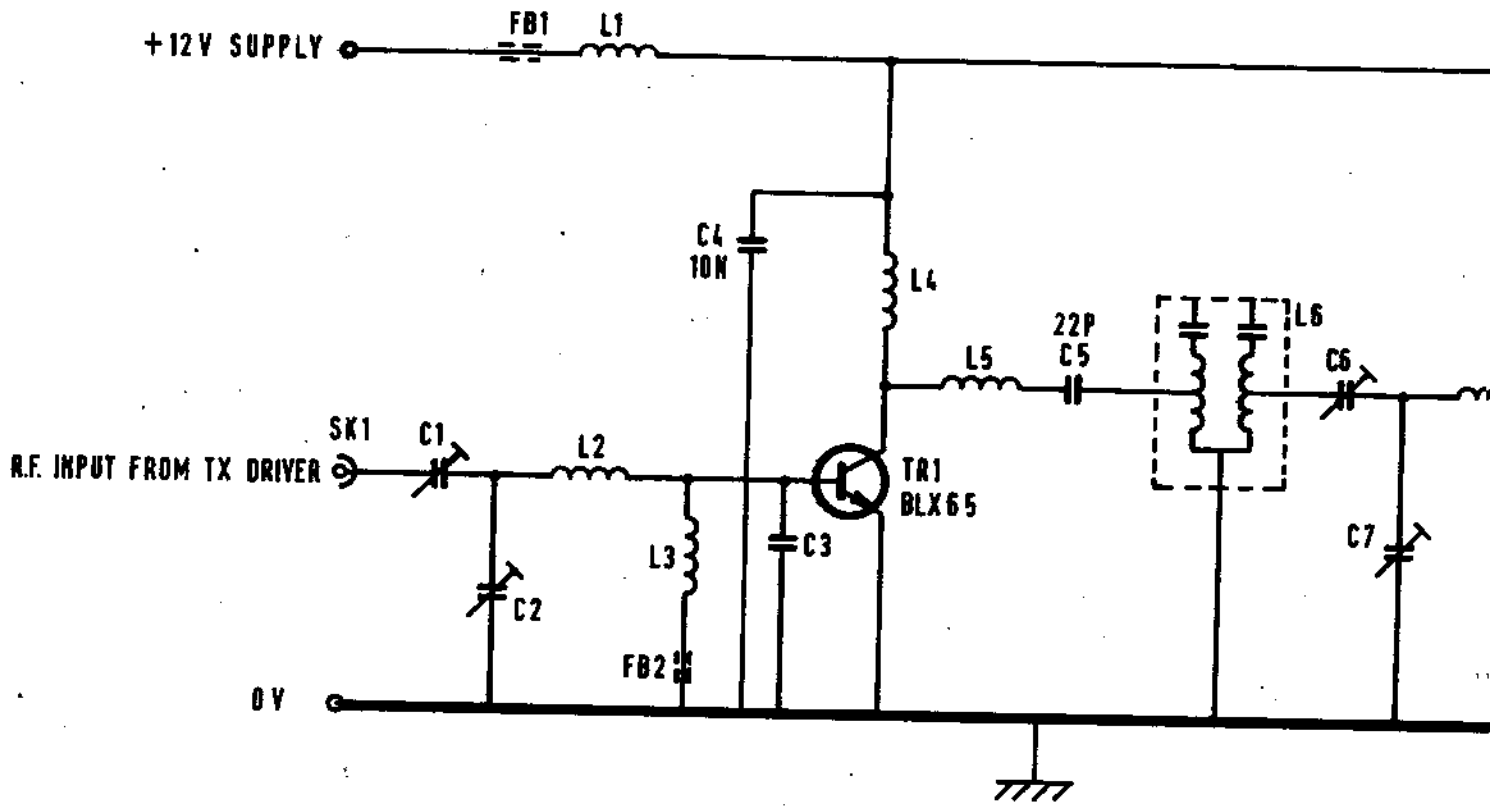 FB1
L1
+12V SUPPLY
C4
10N
L4
22P
C5
L5
L6
C6
SK1
C1
L2
R.F. INPUT FROM TX DRIVER
TR1
BLX65
L3
C3
C7
C2
FB2
0V